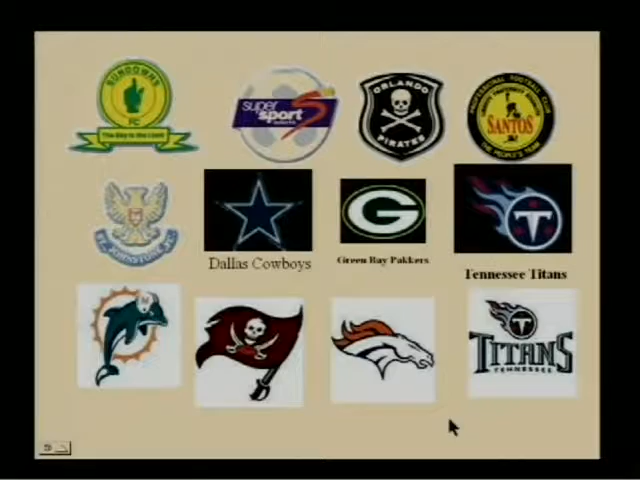 SUNDOWNS
FC
The Sky is the Limit
super
sport
ORLANDO
PIRATES
PROFESSIONAL FOOTBALL CLUB
SANTOS
THE PEOPLE'S TEAM
ST. JOHNSTONE F.C.
G
T
Dallas Cowboys
Green Bay Pakkers
Tennessee Titans
T
TITANS
TENNESSEE